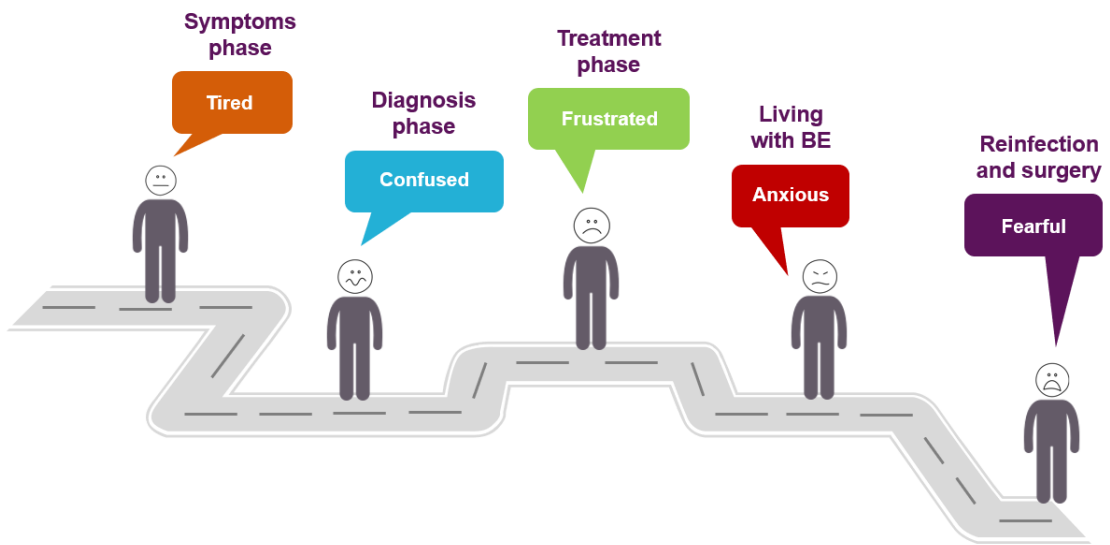 Symptoms
phase
Tired
Diagnosis
phase
Confused
Treatment
phase
Frustrated
Living
with BE
Anxious
Reinfection
and surgery
Fearful